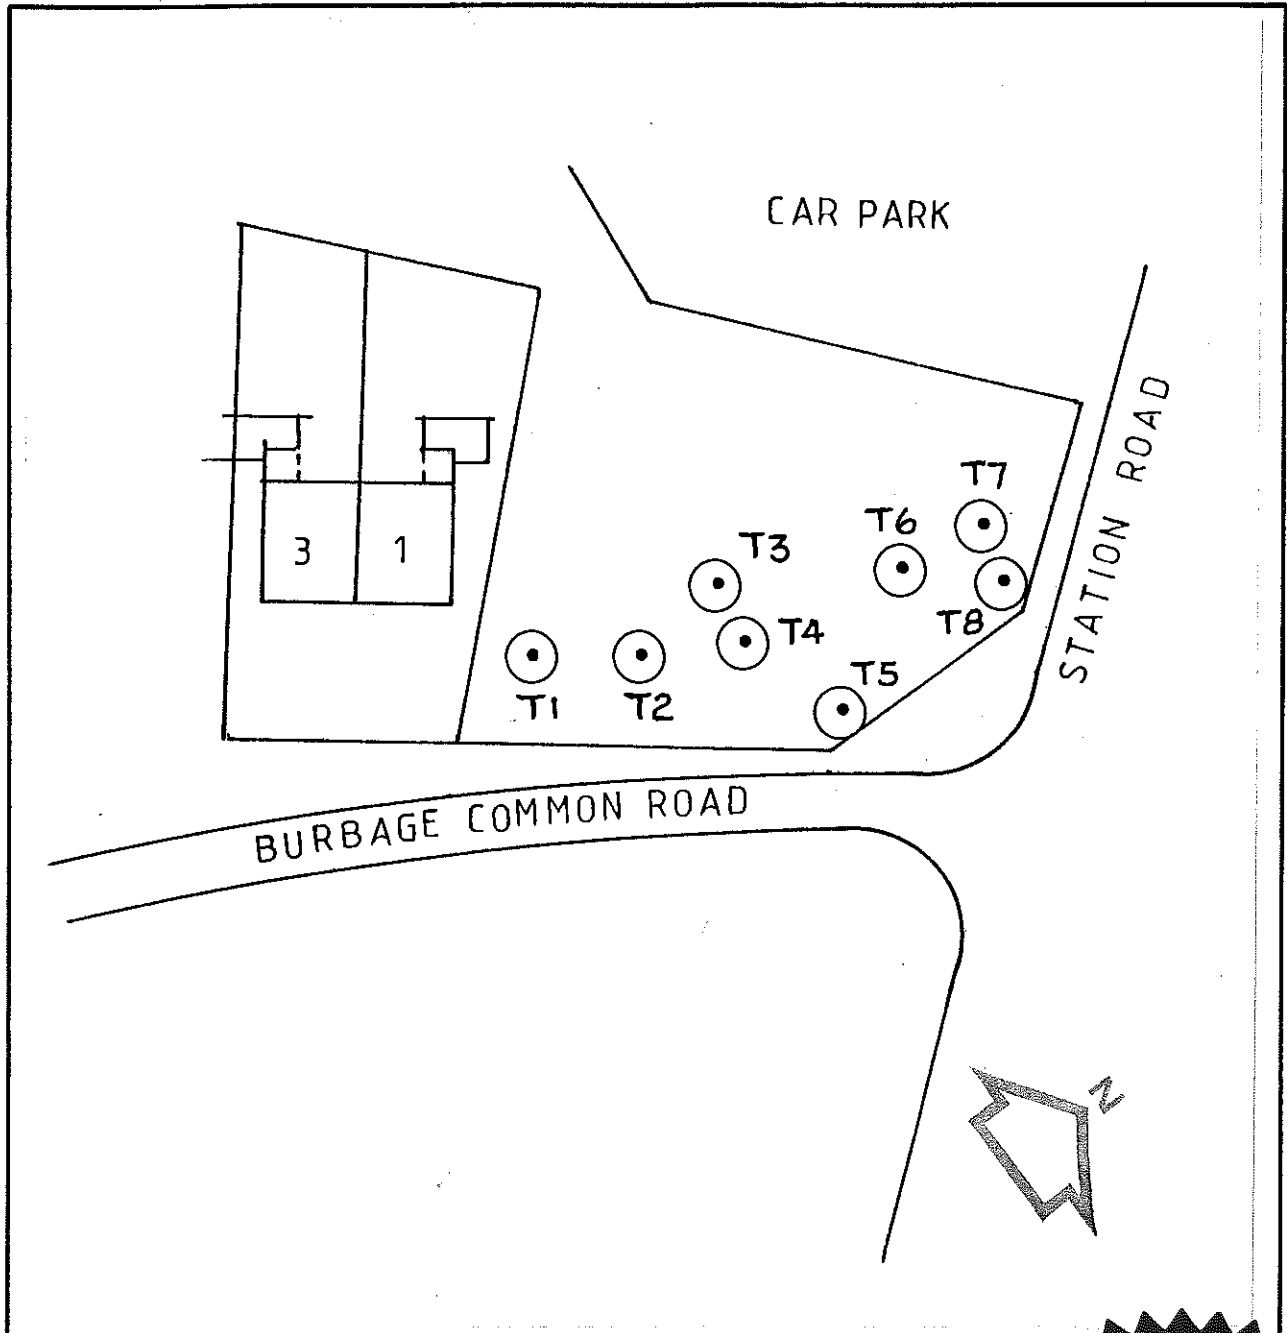 CAR PARK
STATION ROAD
T7
T6
T3
T8
T4
T5
3 1
T1 T2
BURBAGE COMMON ROAD
N